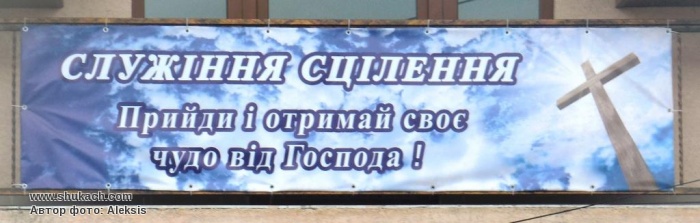 СЛУЖІННЯ СЦІЛЕННЯ
Прийди і отримай своє
чудо від Господа !
www.shukach.com
Автор фото: Aleksis